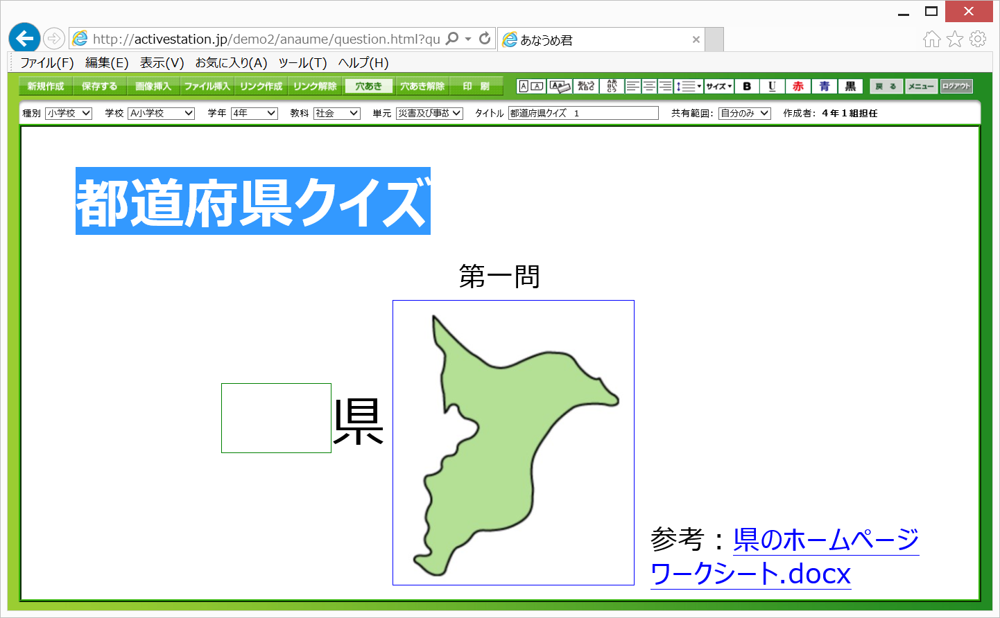 http://activestation.jp/demo2/anaume/question.html?qu
あなうめ君
ファイル(F) 編集(E) 表示(V) お気に入り(A) ツール(T) ヘルプ(H)
新規作成 保存する 画像挿入 ファイル挿入 リンク作成 リンク解除 穴あき 穴あき解除 印 刷 サイズ B U 赤 青 黒 戻 る メニュー ログアウト
種別 小学校 学校 A小学校 学年 4年 教科 社会 単元 災害及び事故 タイトル 都道府県クイズ 1 共有範囲: 自分のみ 作成者: 4年1組担任
都道府県クイズ
第一問
県
参考：県のホームページ
ワークシート.docx